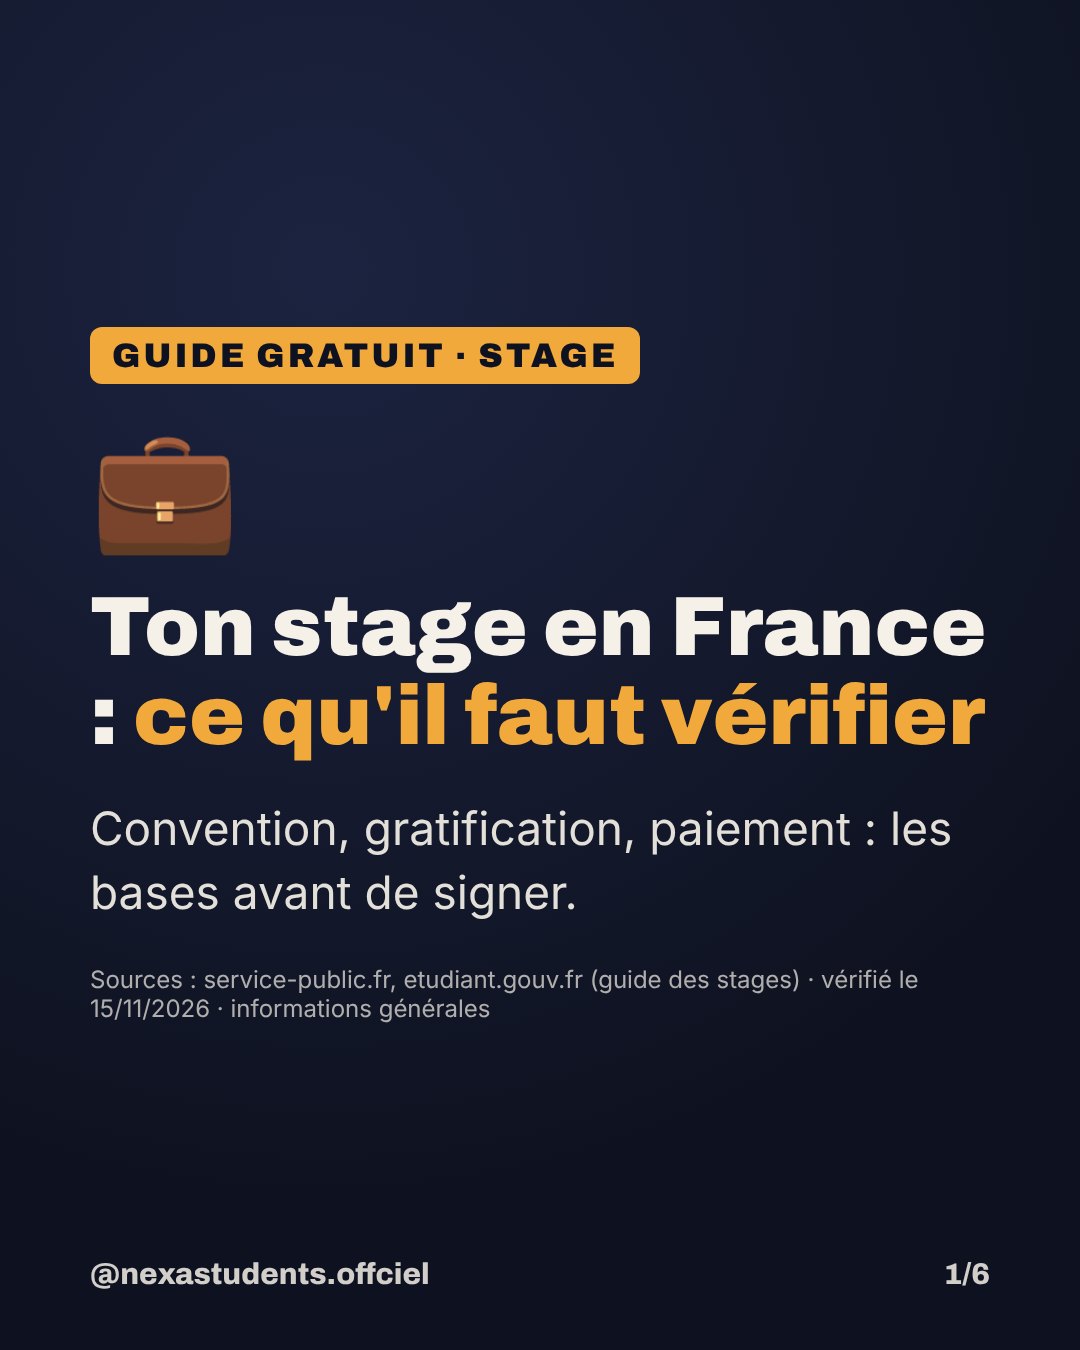 GUIDE GRATUIT · STAGE
Ton stage en France
: ce qu'il faut vérifier
Convention, gratification, paiement : les
bases avant de signer.
Sources : service-public.fr, etudiant.gouv.fr (guide des stages) · vérifié le
15/11/2026 · informations générales
@nexastudents.offciel
1/6